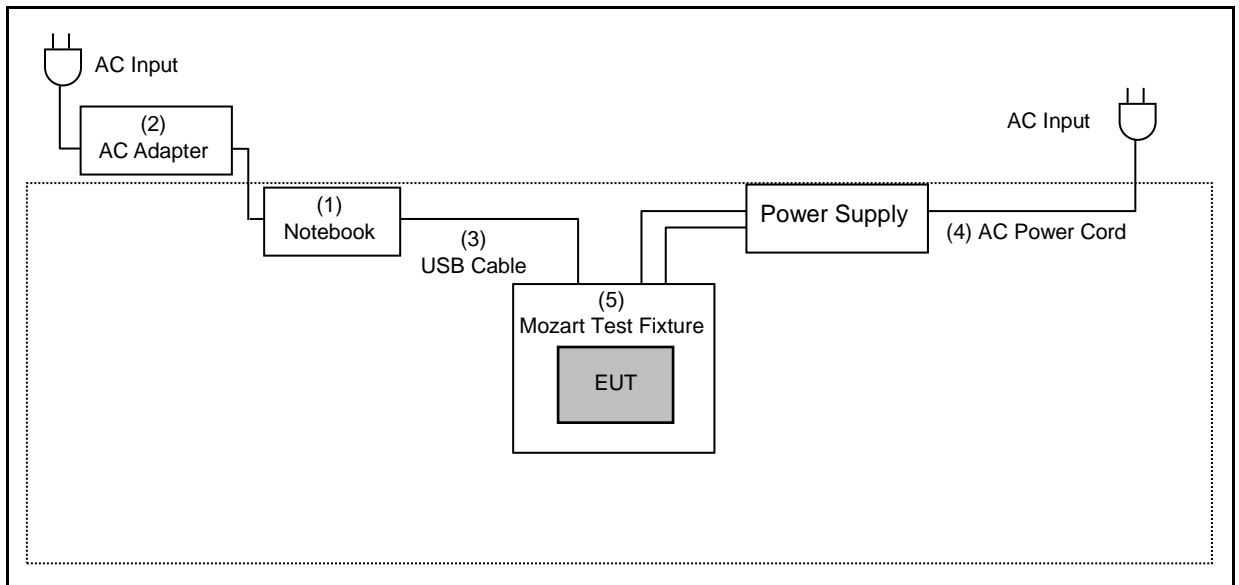 AC Input
(2)
AC Adapter
AC Input
(1)
Notebook
(3)
USB Cable
Power Supply
(4) AC Power Cord
(5)
Mozart Test Fixture
EUT